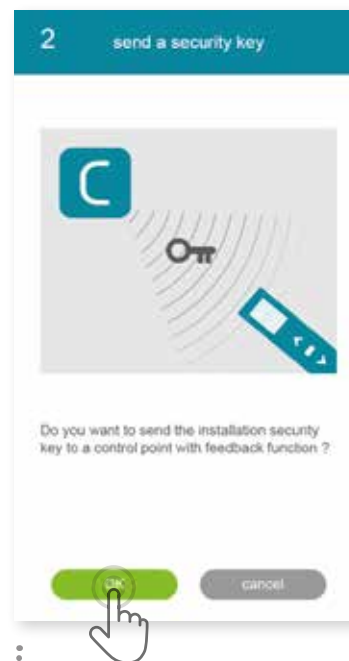 2 send a security key
Do you want to send the installation security
key to a control point with feedback function ?
OK cancel
: